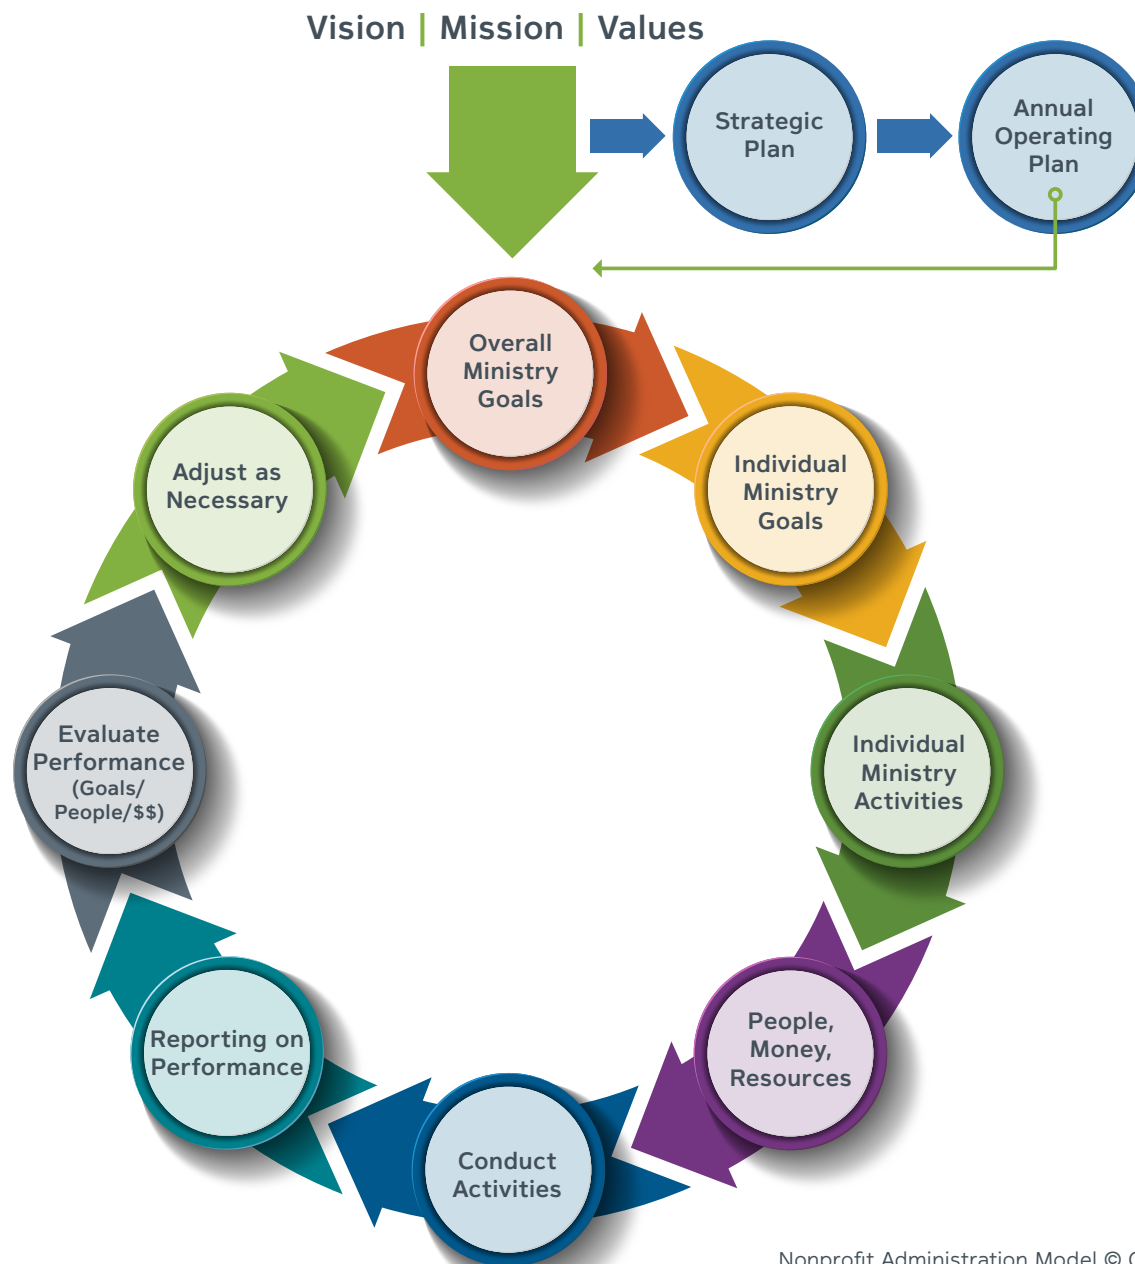 Vision | Mission | Values
Strategic
Plan
Annual
Operating
Plan
Overall
Ministry
Goals
Individual
Ministry
Goals
Individual
Ministry
Activities
People,
Money,
Resources
Conduct
Activities
Reporting on
Performance
Evaluate
Performance
(Goals/
People/$$)
Adjust as
Necessary
Nonprofit Administration Model ©